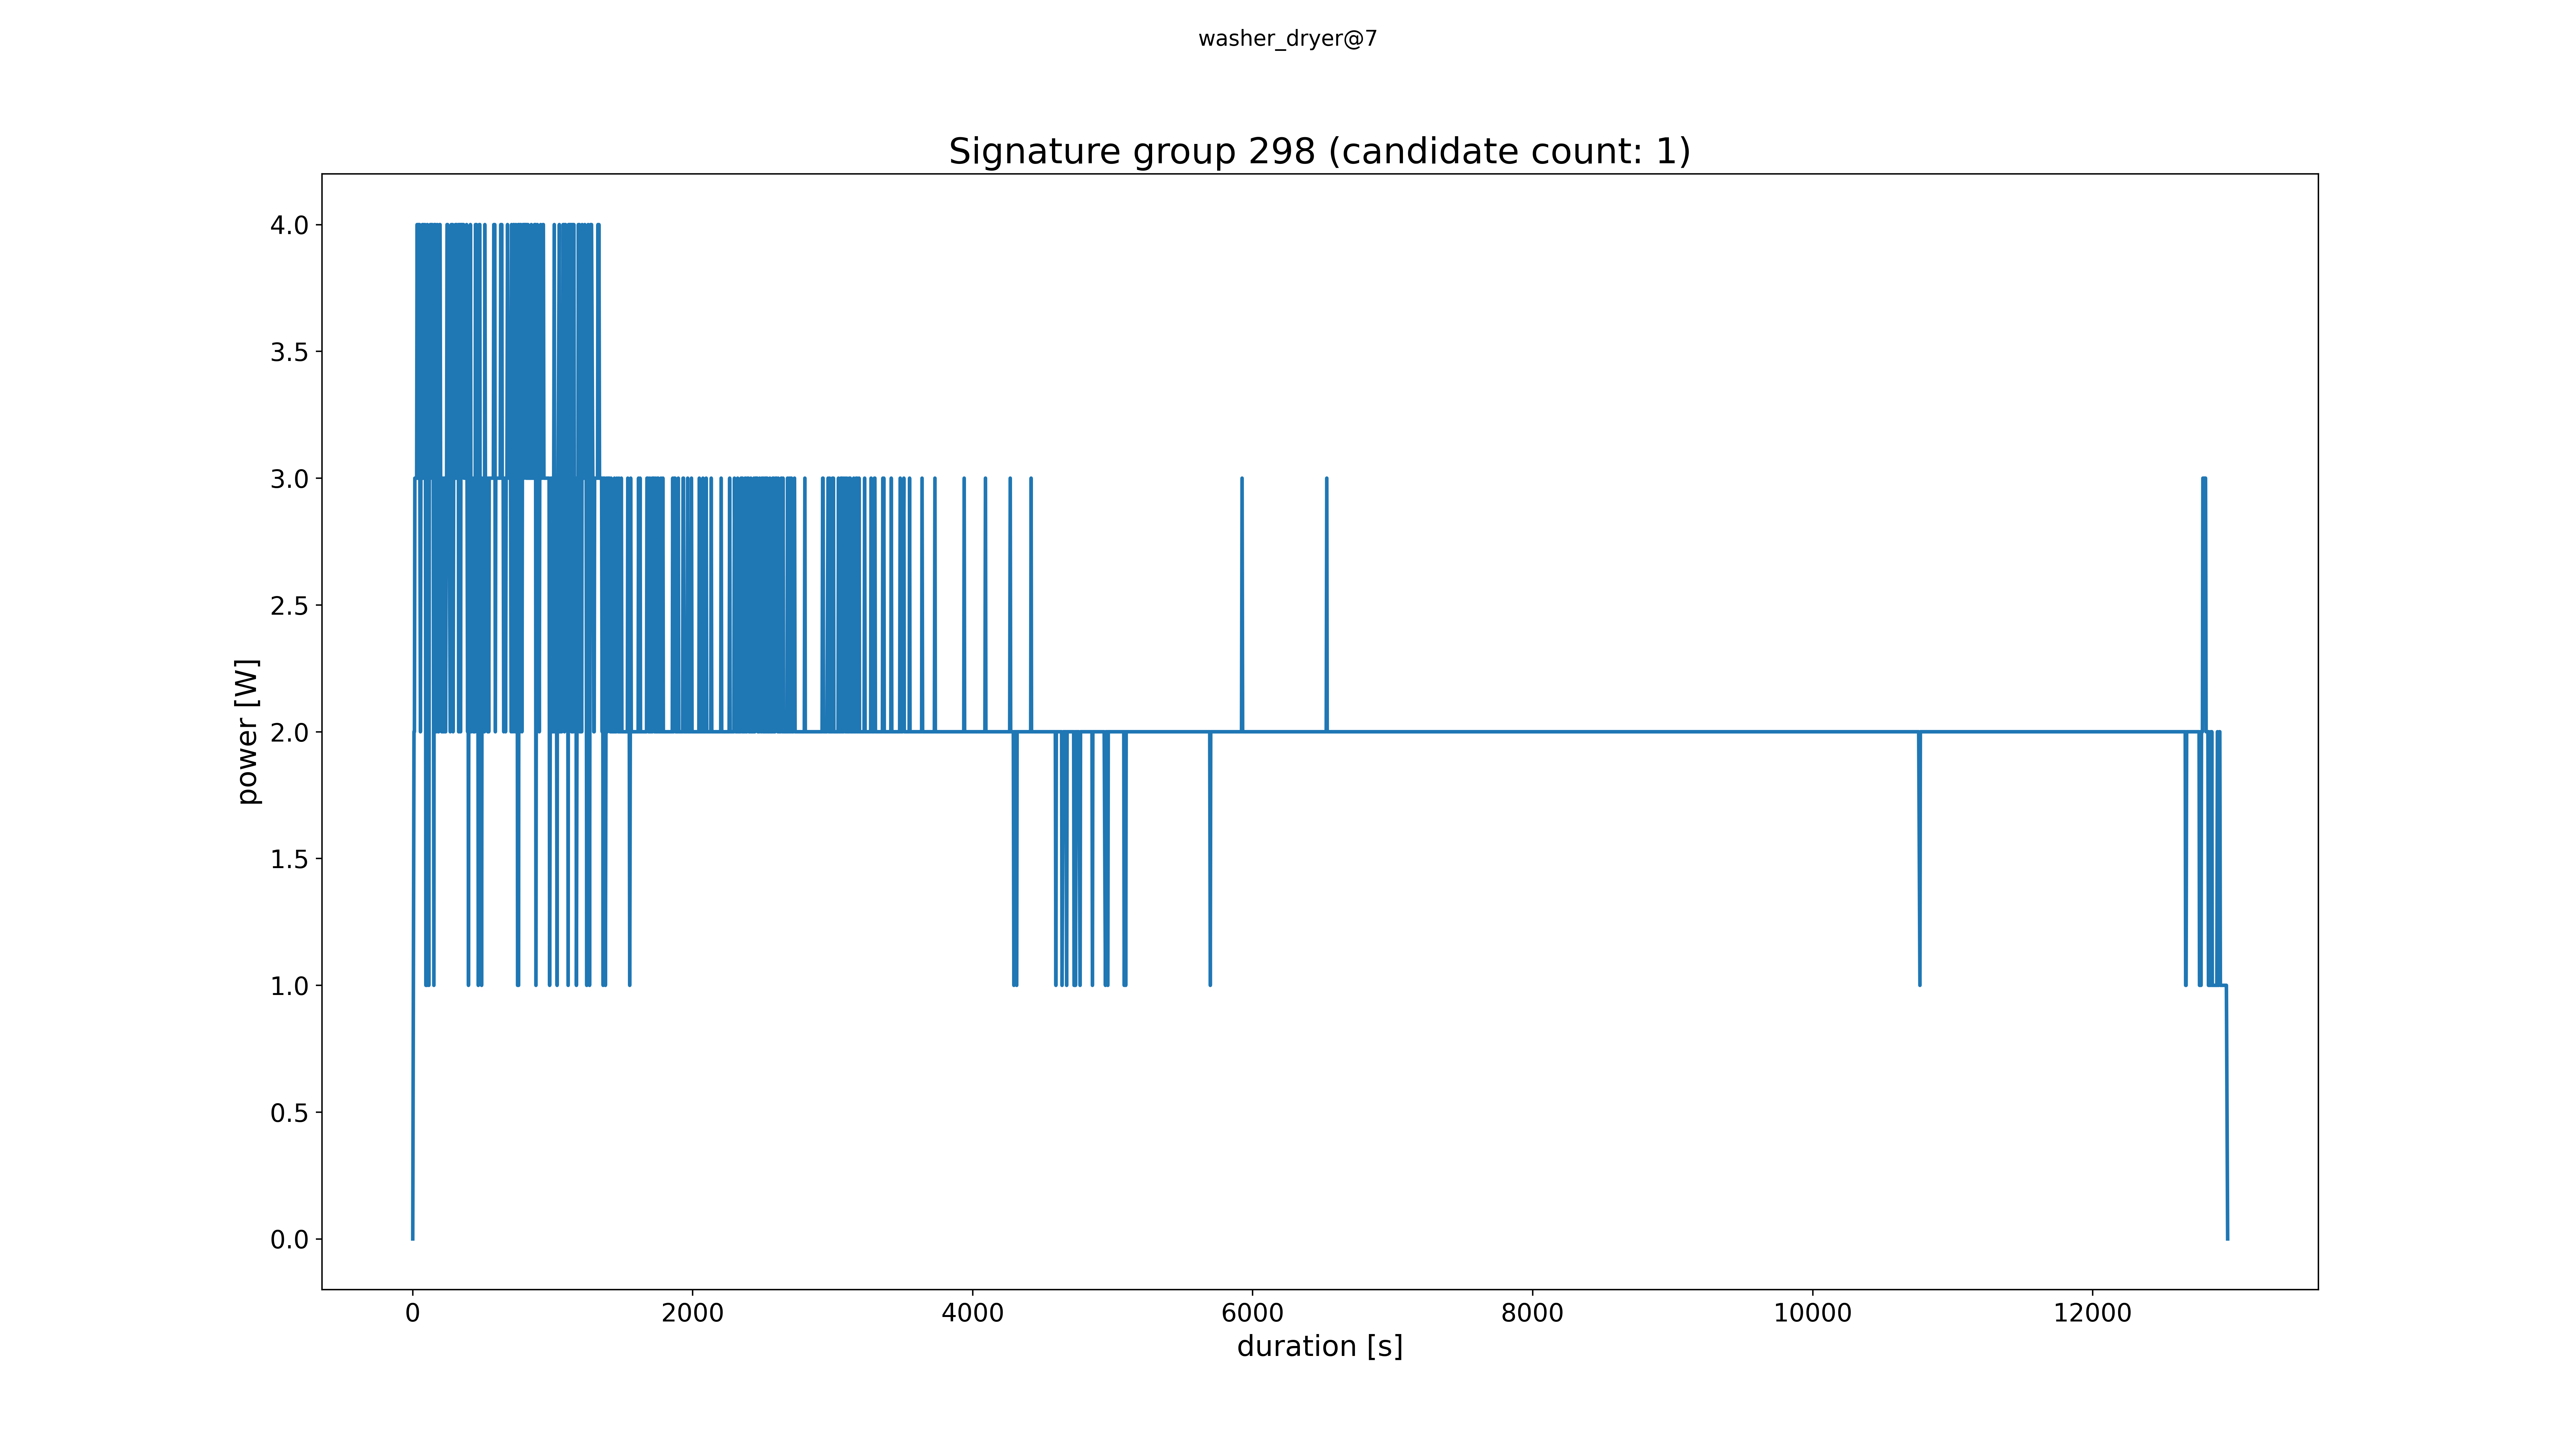 washer_dryer@7
Signature group 298 (candidate count: 1)
4.0
3.5
3.0
2.5
2.0
1.5
1.0
0.5
0.0
power [W]
0 2000 4000 6000 8000 10000 12000
duration [s]